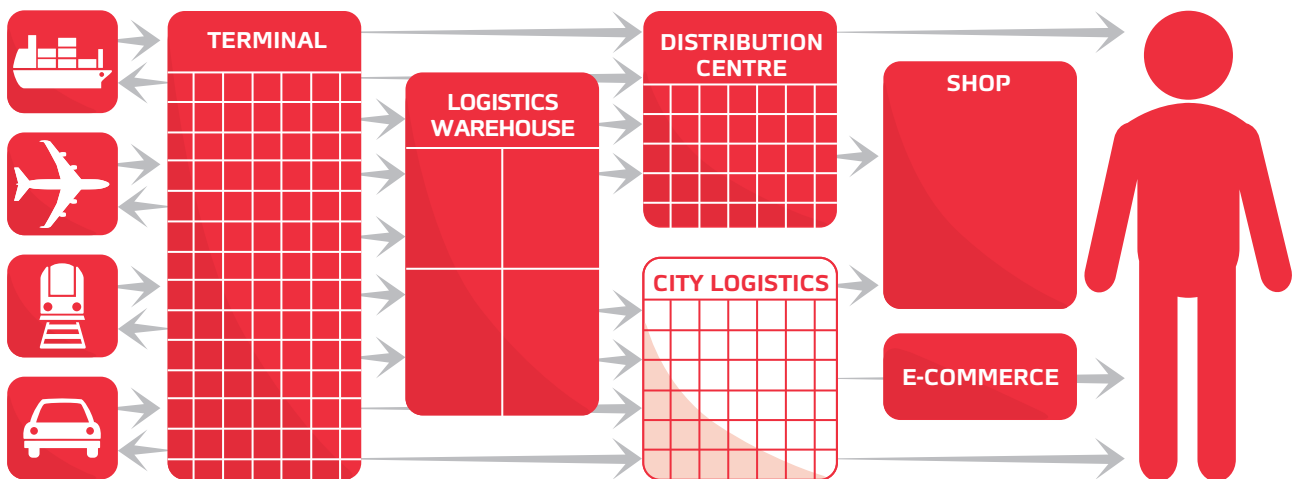 TERMINAL
LOGISTICS
WAREHOUSE
DISTRIBUTION
CENTRE
CITY LOGISTICS
SHOP
E-COMMERCE